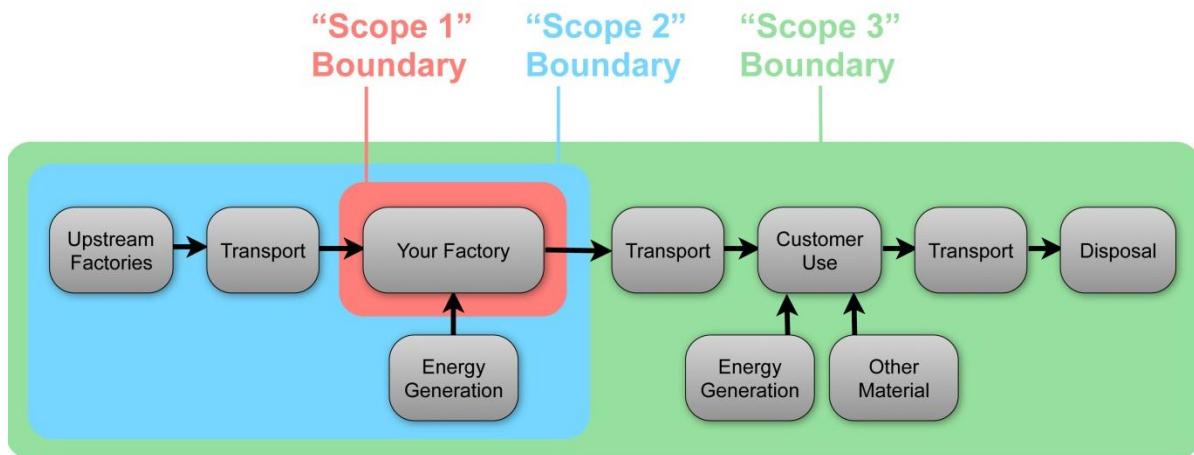 “Scope 1”
Boundary
“Scope 2”
Boundary
“Scope 3”
Boundary
Upstream
Factories
Transport
Your Factory
Transport
Customer
Use
Transport
Disposal
Energy
Generation
Energy
Generation
Other
Material